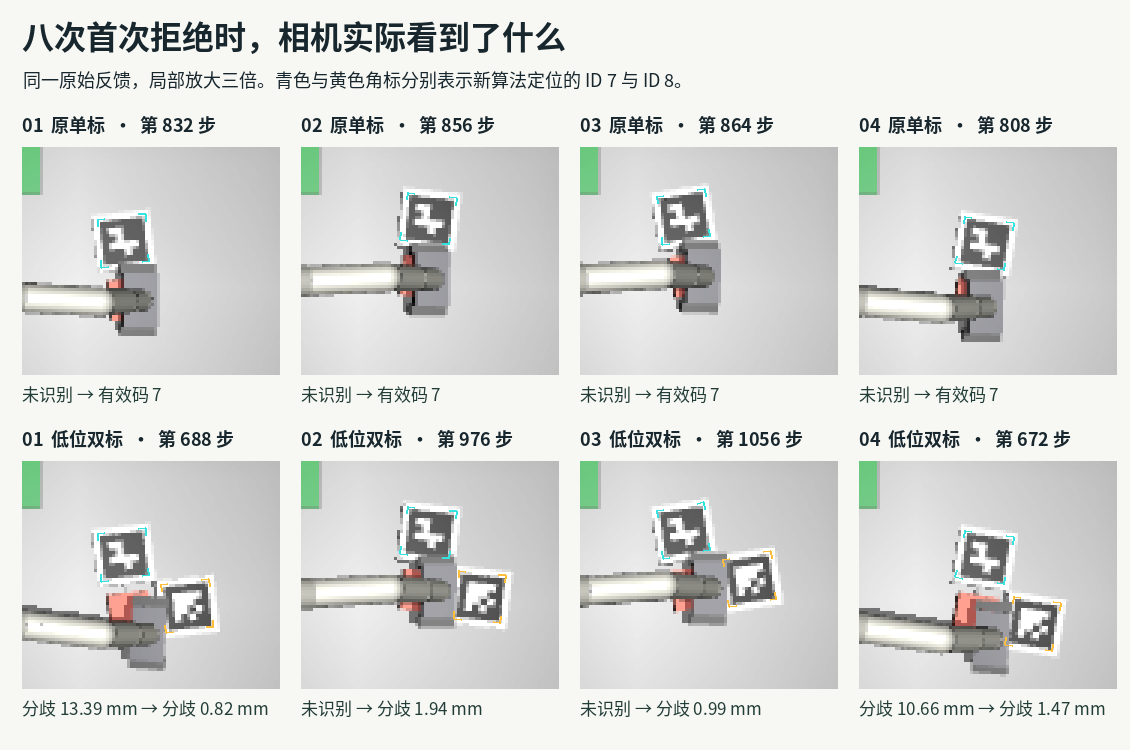 八次首次拒绝时，相机实际看到了什么
同一原始反馈，局部放大三倍。青色与黄色角标分别表示新算法定位的 ID 7 与 ID 8。
01 原单标 · 第 832 步
02 原单标 · 第 856 步
03 原单标 · 第 864 步
04 原单标 · 第 808 步
未识别 → 有效码 7
未识别 → 有效码 7
未识别 → 有效码 7
未识别 → 有效码 7
01 低位双标 · 第 688 步
02 低位双标 · 第 976 步
03 低位双标 · 第 1056 步
04 低位双标 · 第 672 步
分歧 13.39 mm → 分歧 0.82 mm
未识别 → 分歧 1.94 mm
未识别 → 分歧 0.99 mm
分歧 10.66 mm → 分歧 1.47 mm